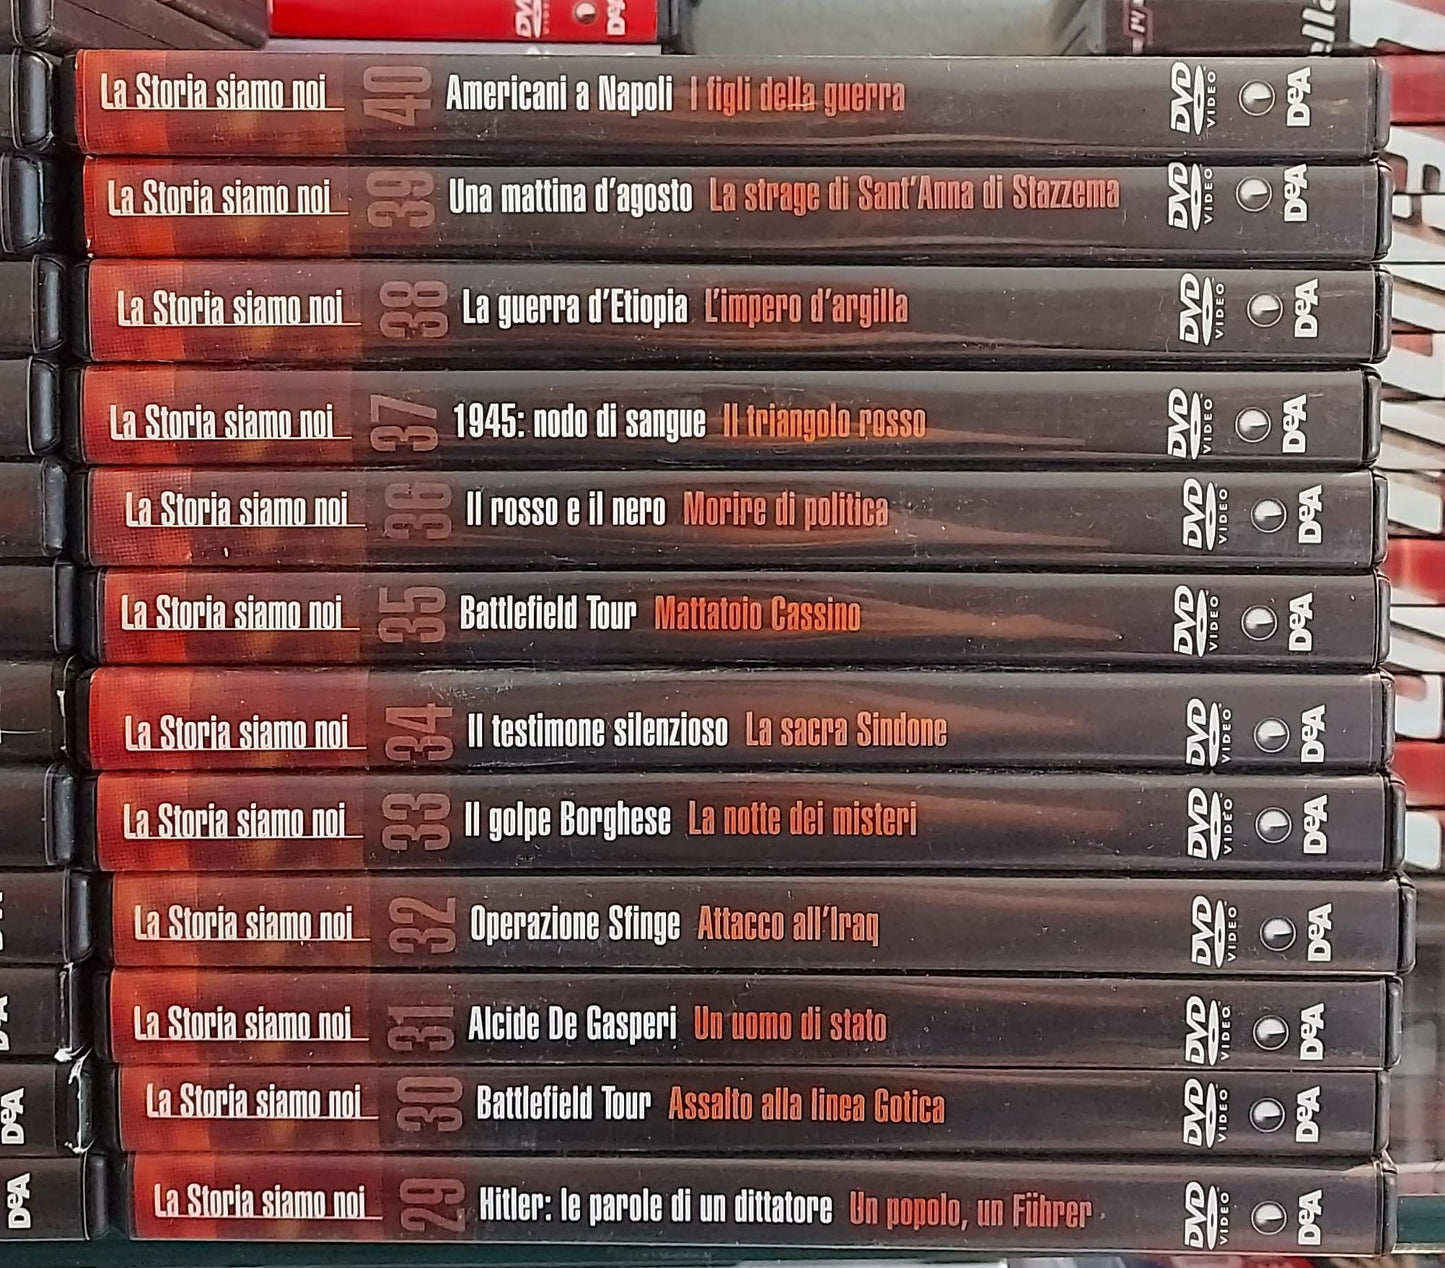 DVD VIDEO DeA
14
ella
La Storia siamo noi 40 Americani a Napoli I figli della guerra DVD VIDEO DeA
La Storia siamo noi 39 Una mattina d'agosto La strage di Sant'Anna di Stazzema DVD VIDEO DeA
La Storia siamo noi 38 La guerra d'Etiopia L'impero d'argilla DVD VIDEO DeA
La Storia siamo noi 37 1945: nodo di sangue Il triangolo rosso DVD VIDEO DeA
La Storia siamo noi 36 Il rosso e il nero Morire di politica DVD VIDEO DeA
La Storia siamo noi 35 Battlefield Tour Mattatoio Cassino DVD VIDEO DeA
La Storia siamo noi 34 Il testimone silenzioso La sacra Sindone DVD VIDEO DeA
La Storia siamo noi 33 Il golpe Borghese La notte dei misteri DVD VIDEO DeA
La Storia siamo noi 32 Operazione Sfinge Attacco all'Iraq DVD VIDEO DeA
La Storia siamo noi 31 Alcide De Gasperi Un uomo di stato DVD VIDEO DeA
DeA La Storia siamo noi 30 Battlefield Tour Assalto alla linea Gotica DVD VIDEO DeA
DeA La Storia siamo noi 29 Hitler: le parole di un dittatore Un popolo, un Führer DVD VIDEO DeA